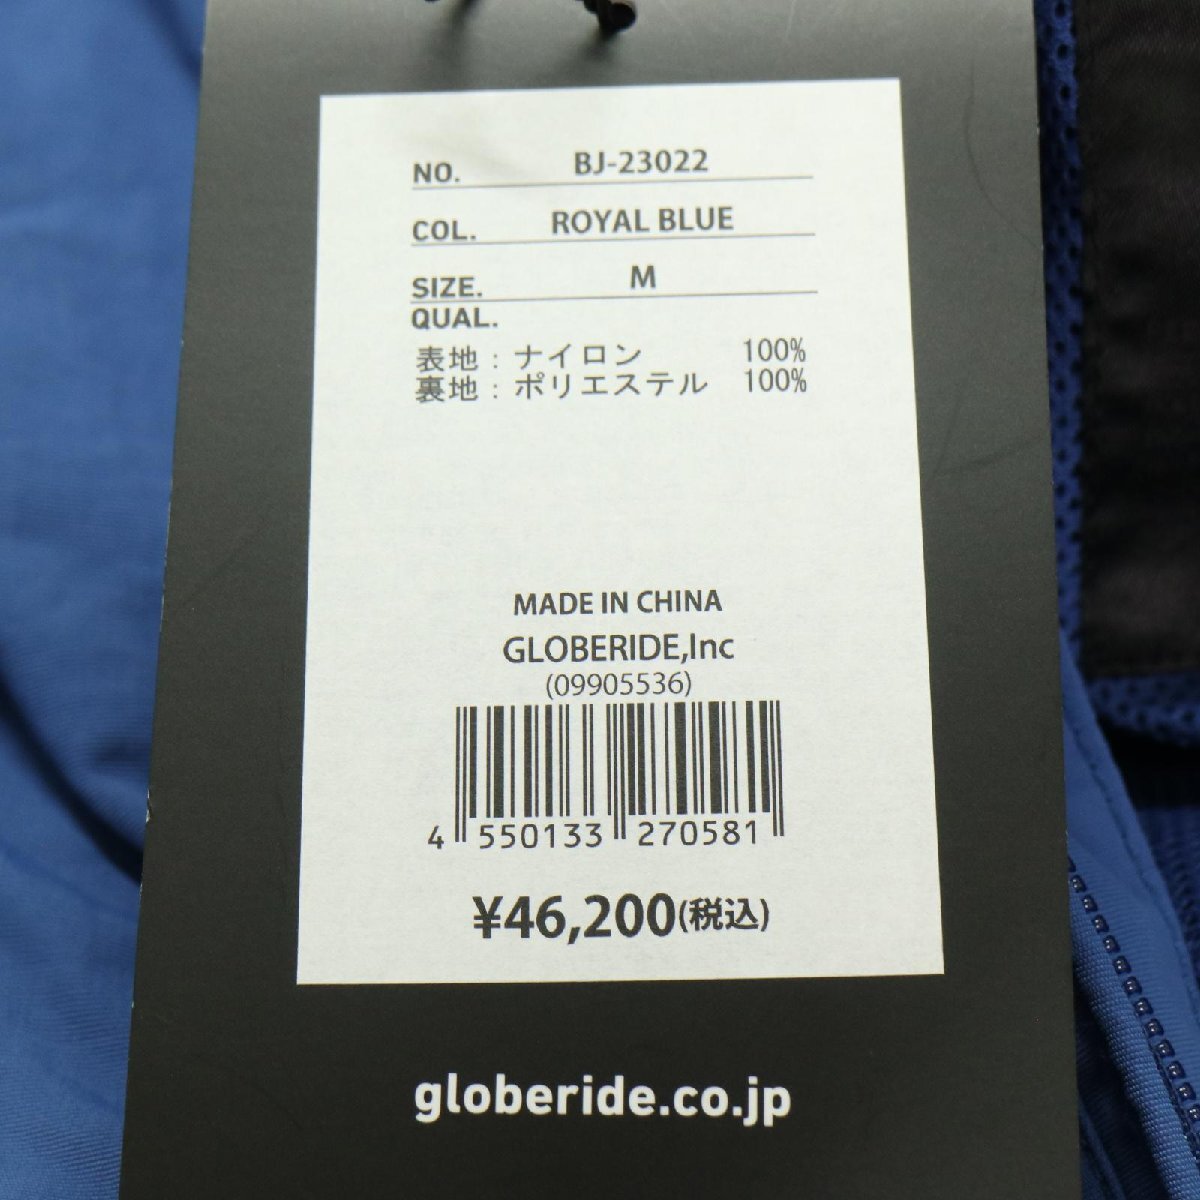 NO. BJ-23022
COL. ROYAL BLUE
SIZE. M
QUAL.
表地：ナイロン 100%
裏地：ポリエステル 100%
MADE IN CHINA
GLOBERIDE,Inc
(09905536)
4 550133 270581
¥46,200(税込)
globeride.co.jp